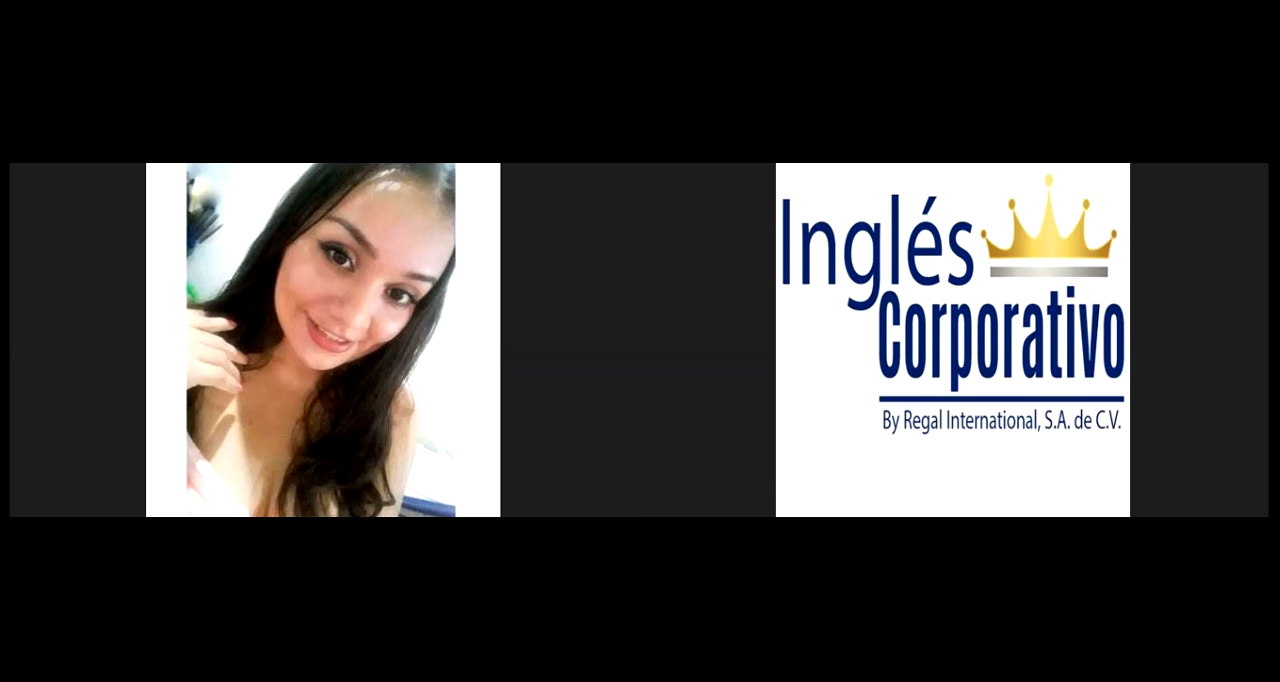 Inglés
Corporativo
By Regal International, S.A. de C.V.